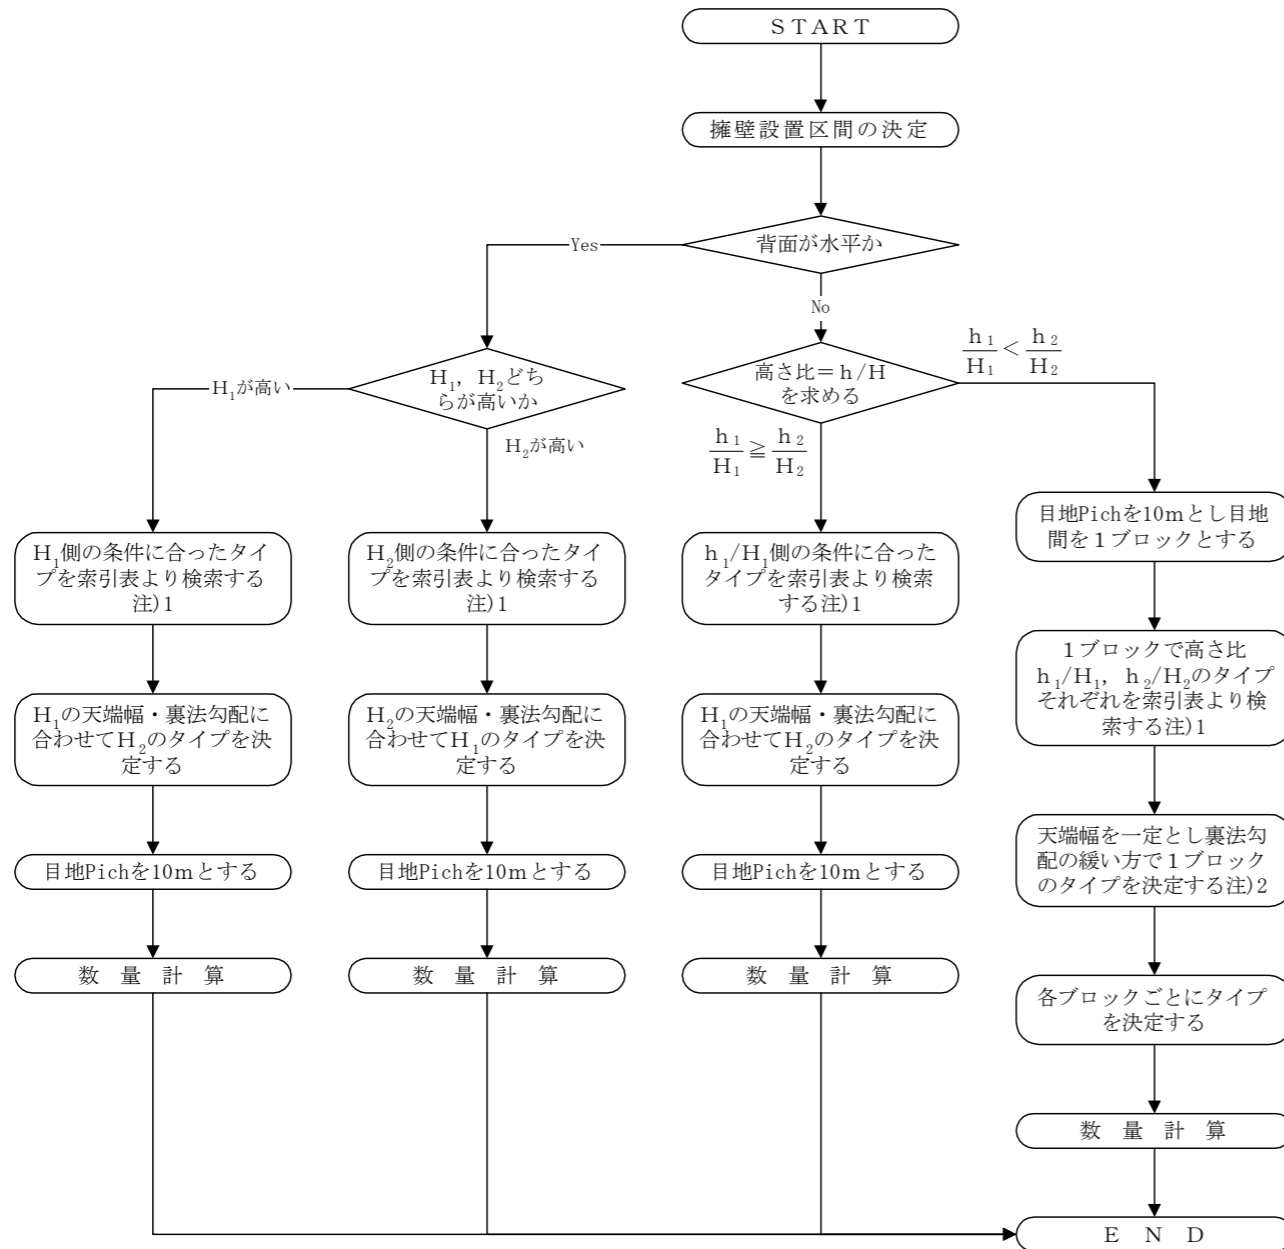 START
擁壁設置区間の決定
背面が水平か
Yes
No
H₁, H₂どち
らが高いか
H₁が高い
H₂が高い
高さ比＝h/H
を求める
h₁/H₁ < h₂/H₂
h₁/H₁ ≧ h₂/H₂
H₁側の条件に合ったタイ
プを索引表より検索する
注)1
H₁の天端幅・裏法勾配に
合わせてH₂のタイプを決
定する
目地Pichを10mとする
数量計算
H₂側の条件に合ったタイ
プを索引表より検索する
注)1
H₂の天端幅・裏法勾配に
合わせてH₁のタイプを決
定する
目地Pichを10mとする
数量計算
h₁/H₁側の条件に合った
タイプを索引表より検索
する注)1
H₁の天端幅・裏法勾配に
合わせてH₂のタイプを決
定する
目地Pichを10mとする
数量計算
目地Pichを10mとし目地
間を1ブロックとする
1ブロックで高さ比
h₁/H₁, h₂/H₂のタイプ
それぞれを索引表より検
索する注)1
天端幅を一定とし裏法勾
配の緩い方で1ブロック
のタイプを決定する注)2
各ブロックごとにタイプ
を決定する
数量計算
END